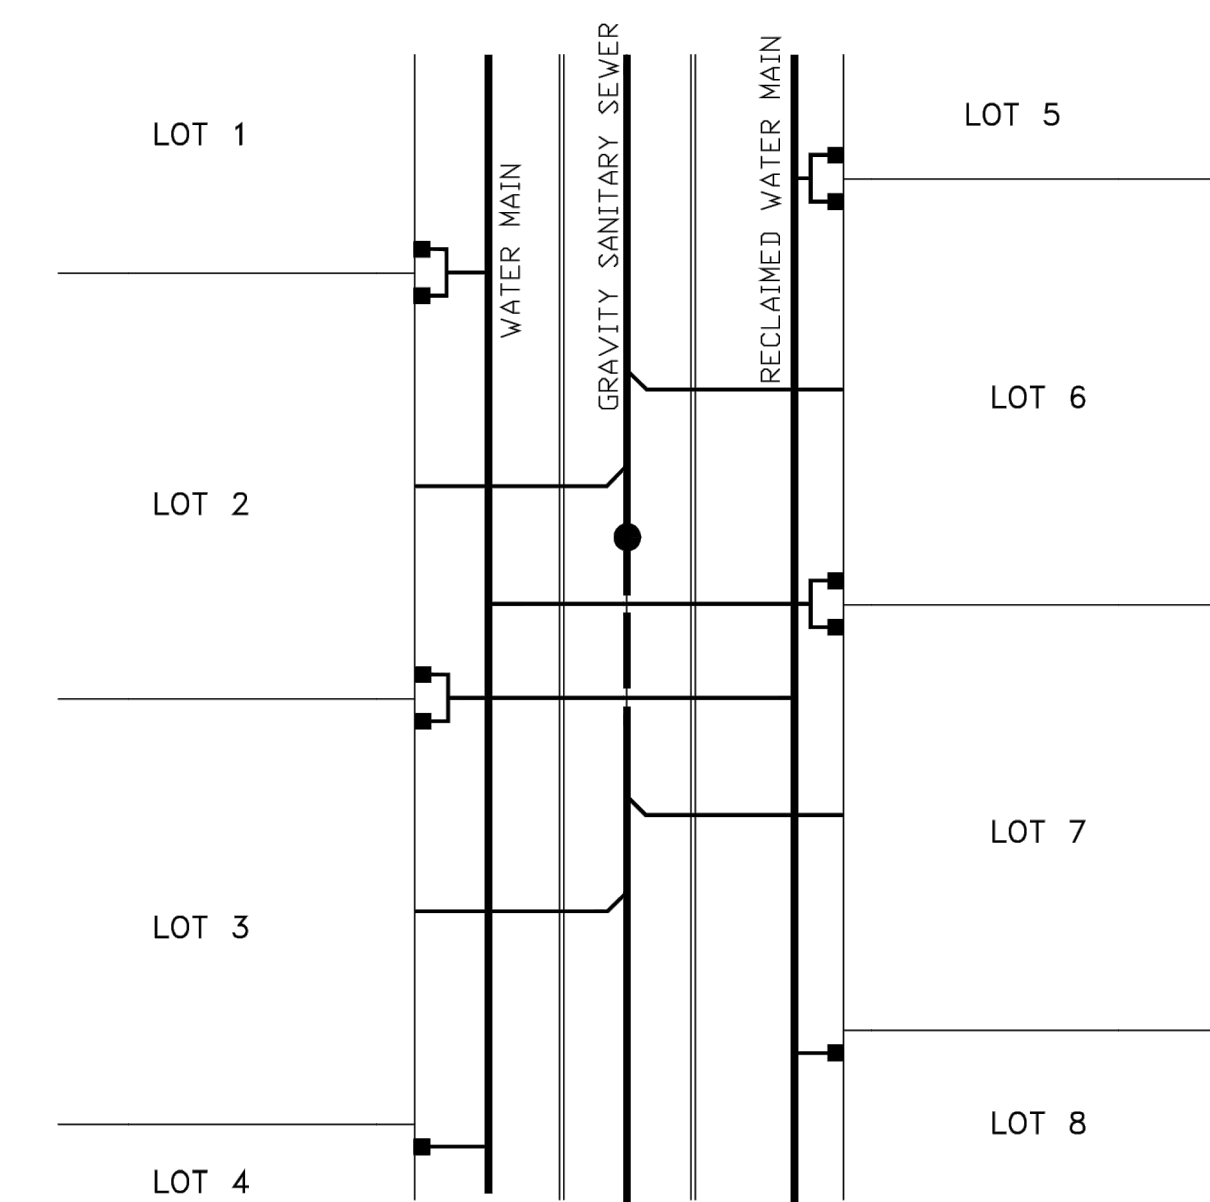 LOT 1
LOT 2
LOT 3
LOT 4
WATER MAIN
GRAVITY SANITARY SEWER
RECLAIMED WATER MAIN
LOT 5
LOT 6
LOT 7
LOT 8